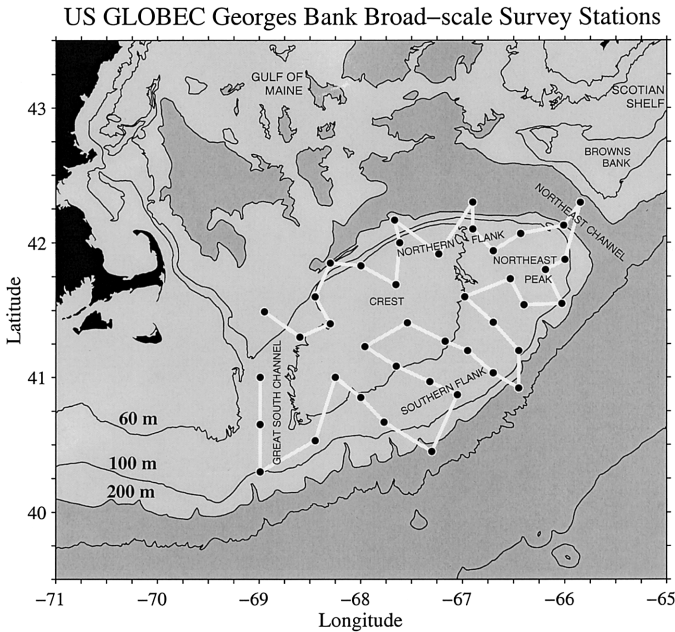 US GLOBEC Georges Bank Broad−scale Survey Stations
GULF OF
MAINE
SCOTIAN
SHELF
BROWNS
BANK
NORTHEAST CHANNEL
NORTHERN FLANK
NORTHEAST
PEAK
CREST
GREAT SOUTH CHANNEL
SOUTHERN FLANK
60 m
100 m
200 m
43
42
41
40
Latitude
−71 −70 −69 −68 −67 −66 −65
Longitude